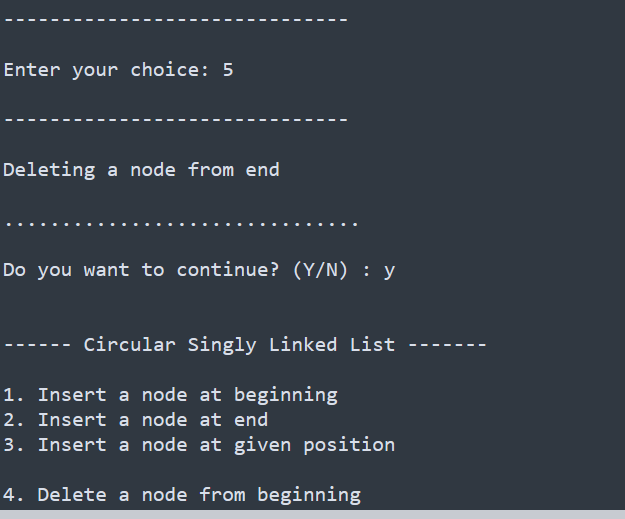 ------------------------------
Enter your choice: 5
------------------------------
Deleting a node from end
...............................
Do you want to continue? (Y/N) : y
------ Circular Singly Linked List -------
1. Insert a node at beginning
2. Insert a node at end
3. Insert a node at given position
4. Delete a node from beginning